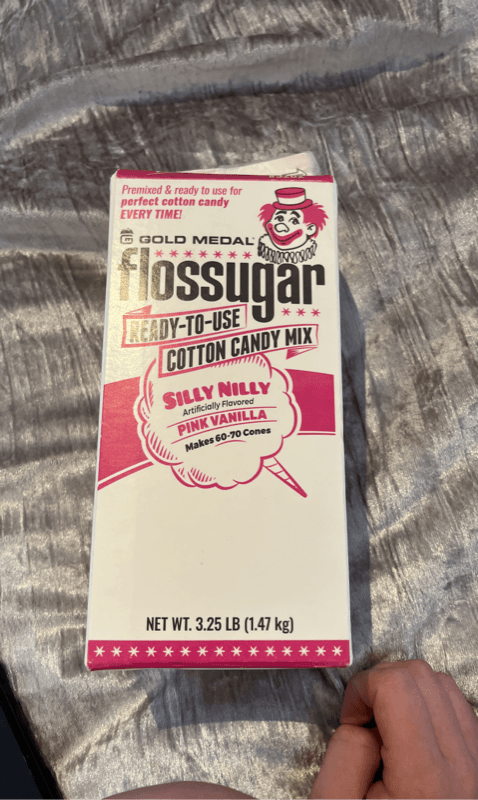 Premixed & ready to use for
perfect cotton candy
EVERY TIME!
GOLD MEDAL
flossugar
READY-TO-USE
COTTON CANDY MIX
SILLY NILLY
Artificially Flavored
PINK VANILLA
Makes 60-70 Cones
NET WT. 3.25 LB (1.47 kg)